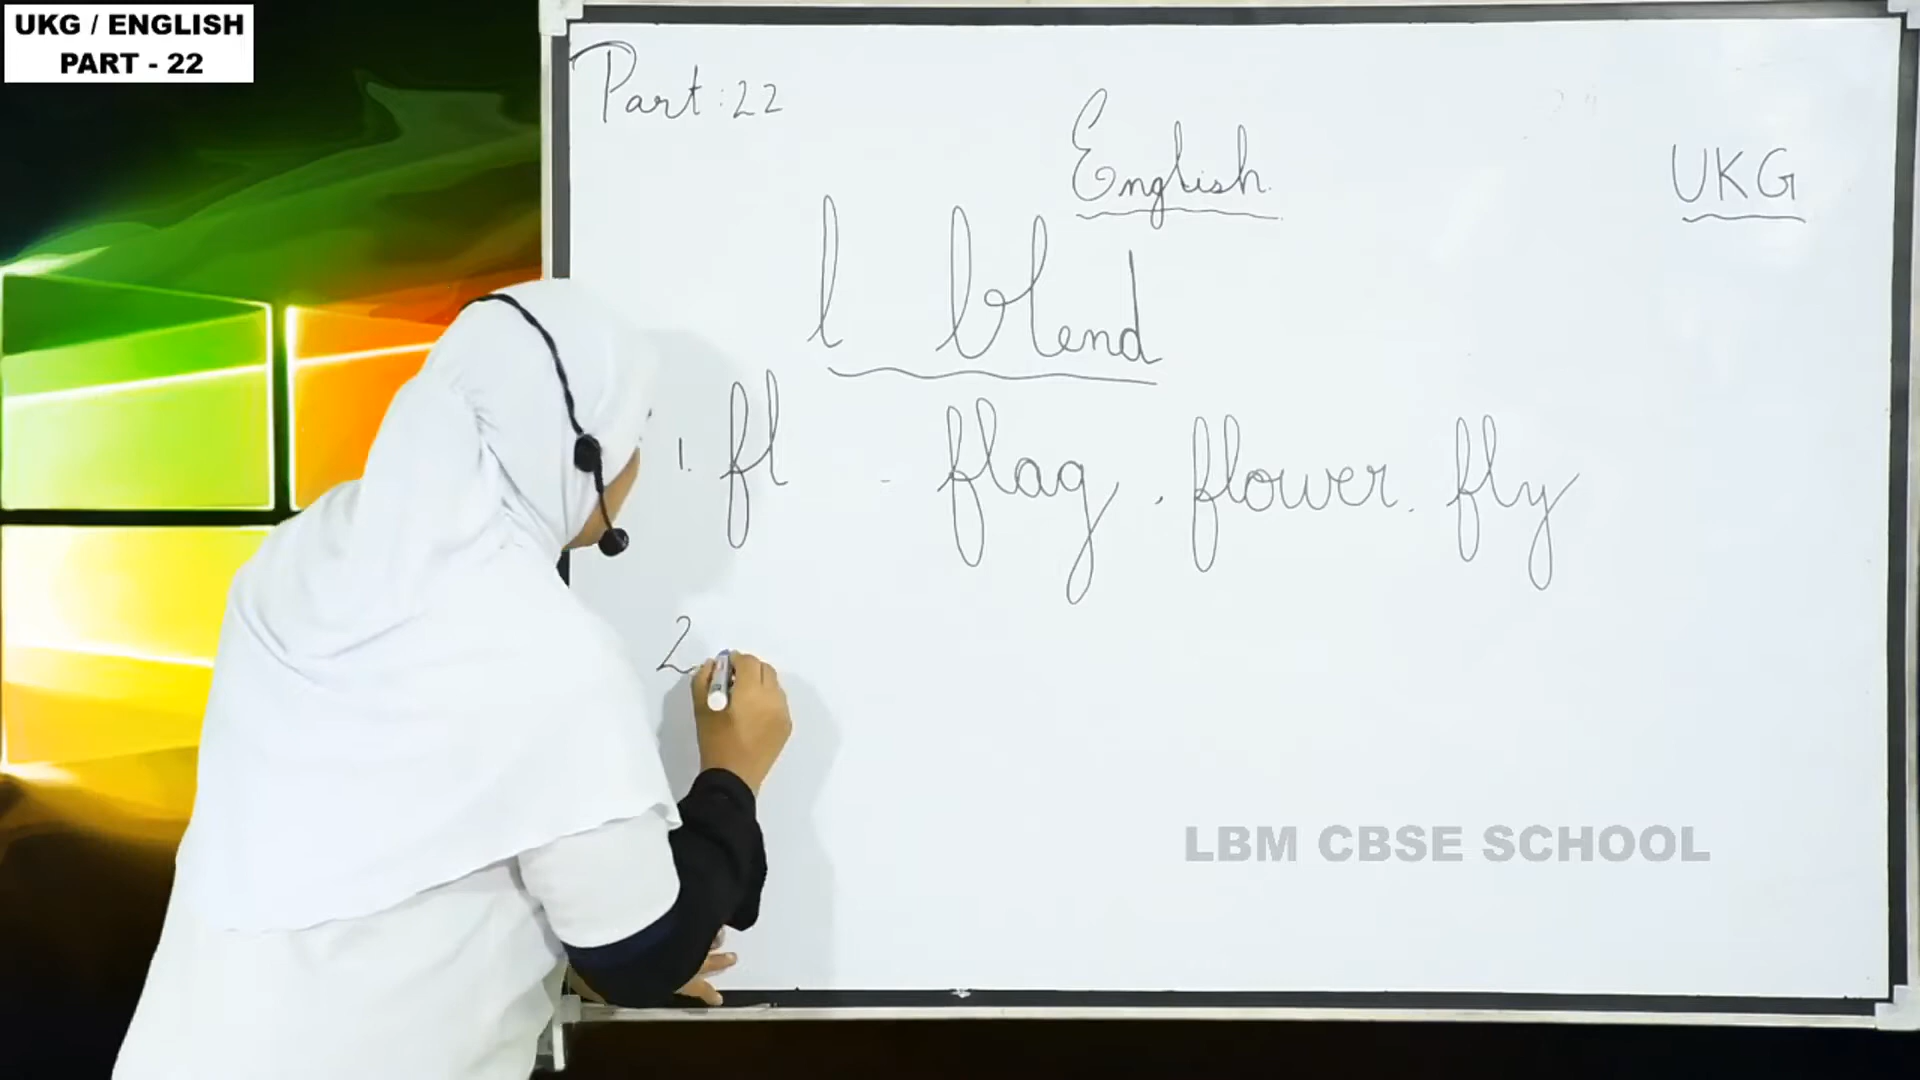 UKG / ENGLISH
PART - 22
Part: 22
English
UKG
l blend
1. fl - flag, flower, fly
2.
LBM CBSE SCHOOL